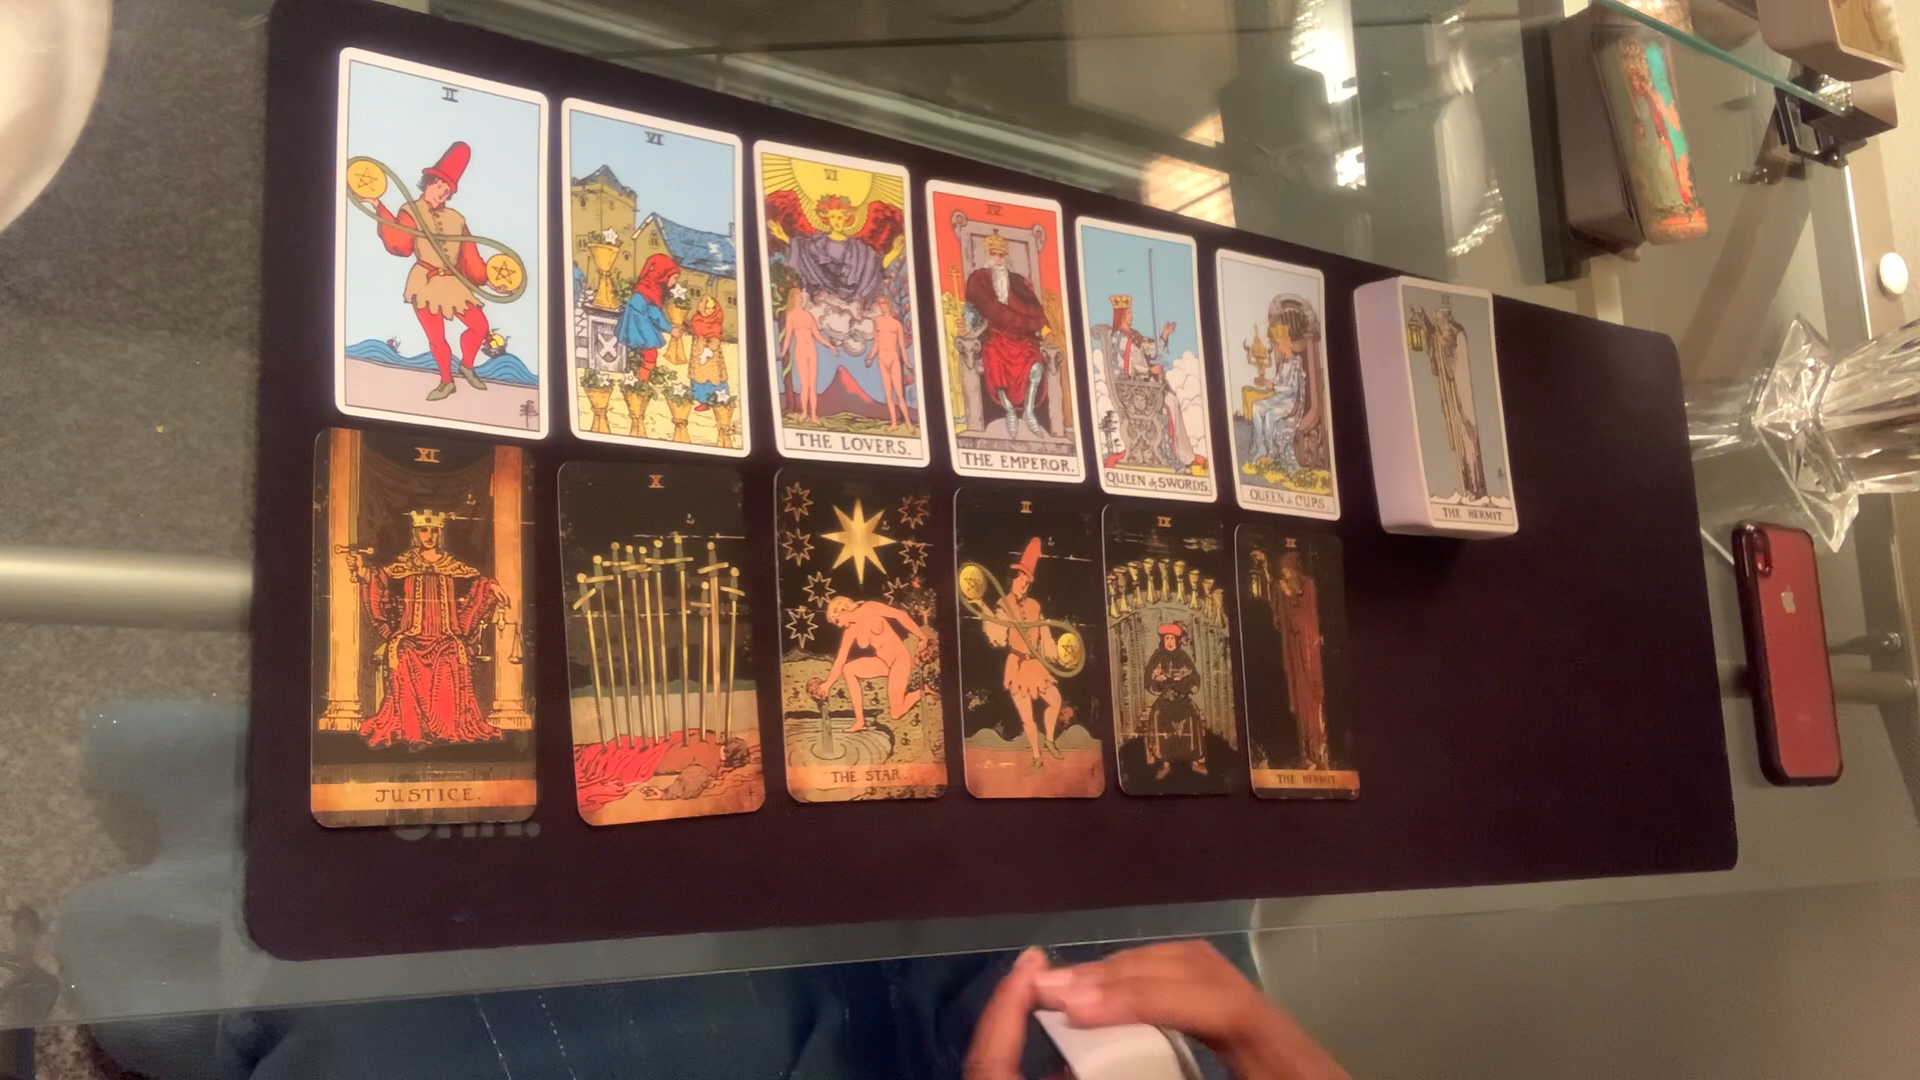 II
VI
VI
THE LOVERS.
IV
THE EMPEROR.
QUEEN of SWORDS.
QUEEN of CUPS.
THE HERMIT
XI
JUSTICE.
X
THE STAR.
II
IX
IX
THE HERMIT.